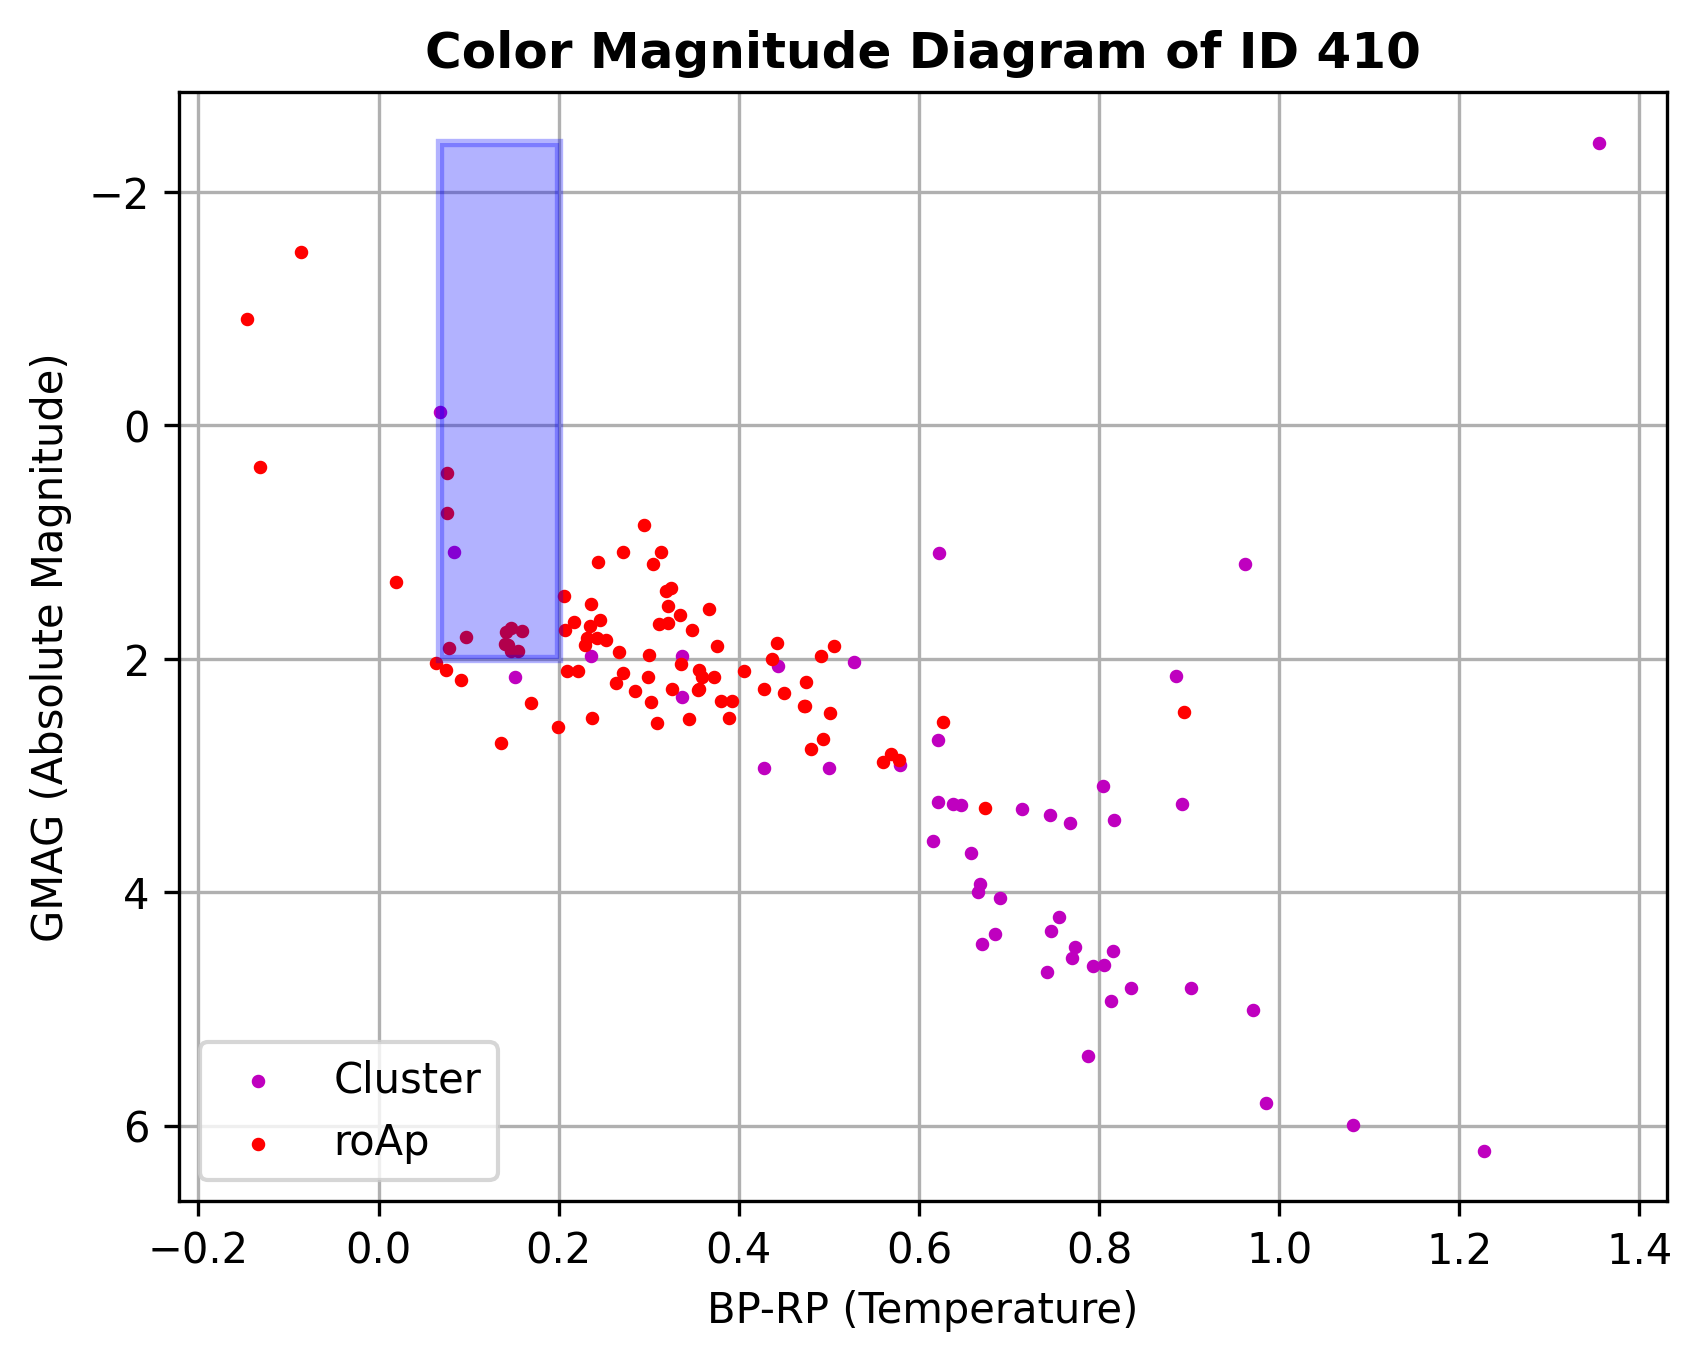 Color Magnitude Diagram of ID 410
GMAG (Absolute Magnitude)
−2
0
2
4
6
Cluster
roAp
−0.2 0.0 0.2 0.4 0.6 0.8 1.0 1.2 1.4
BP-RP (Temperature)